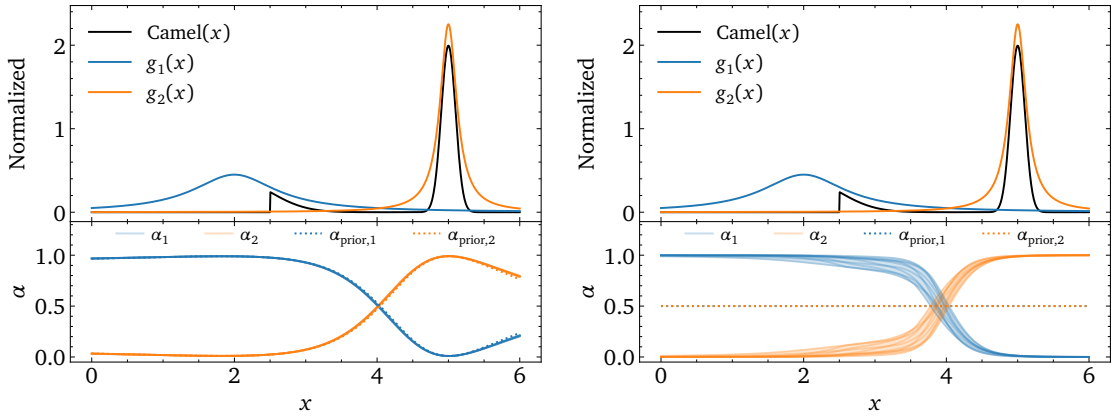 Normalized
2
1
0
Camel(x)
g₁(x)
g₂(x)
α
1.0
0.5
0.0
α₁ α₂ αprior,1 αprior,2
0 2 4 6
x
Normalized
2
1
0
Camel(x)
g₁(x)
g₂(x)
α
1.0
0.5
0.0
α₁ α₂ αprior,1 αprior,2
0 2 4 6
x